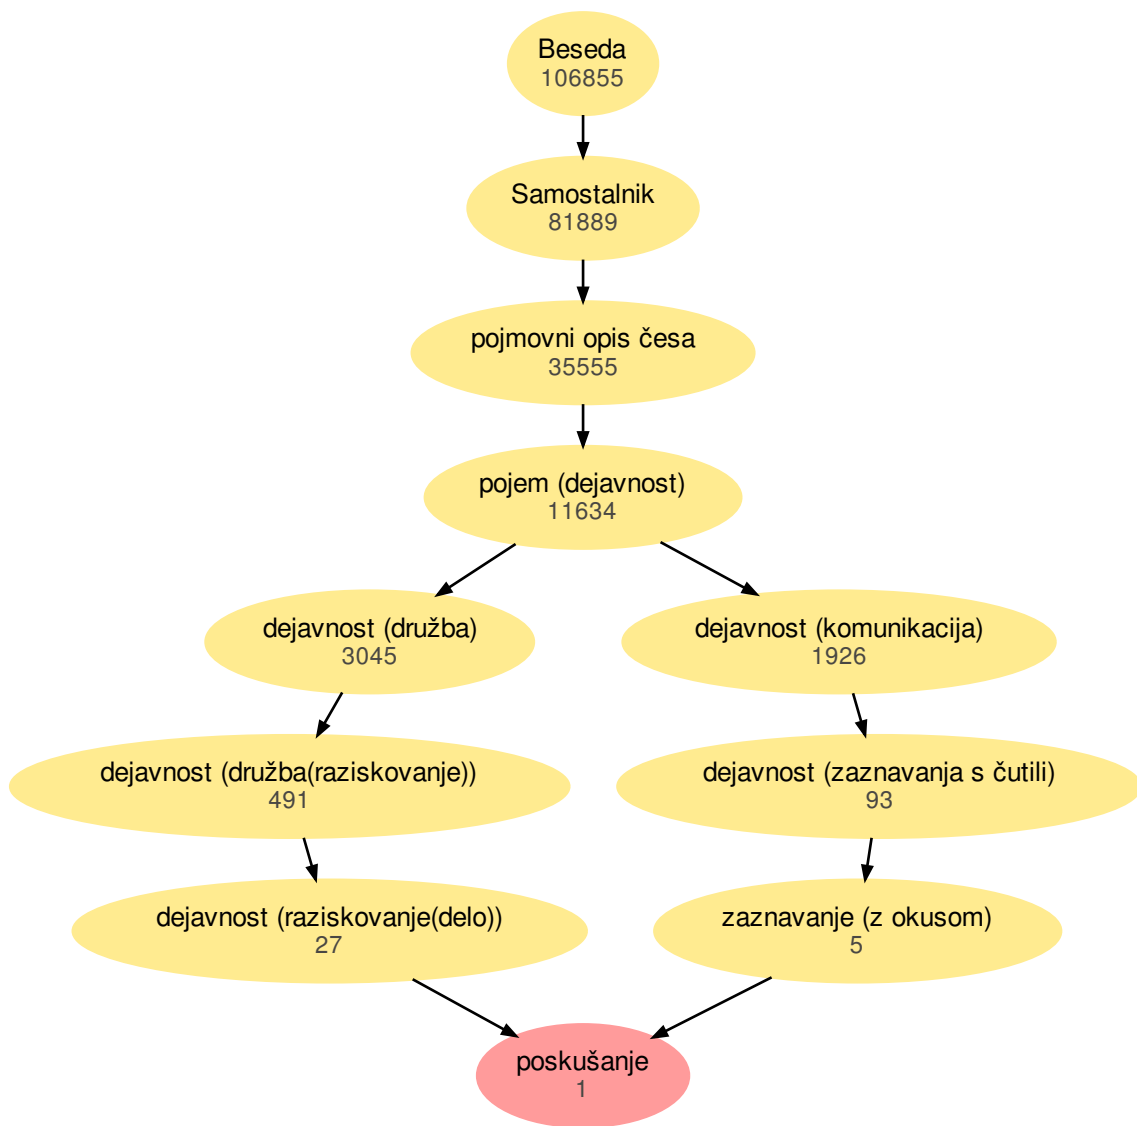 Beseda
106855
Samostalnik
81889
pojmovni opis česa
35555
pojem (dejavnost)
11634
dejavnost (družba)
3045
dejavnost (komunikacija)
1926
dejavnost (družba(raziskovanje))
491
dejavnost (zaznavanja s čutili)
93
dejavnost (raziskovanje(delo))
27
zaznavanje (z okusom)
5
poskušanje
1